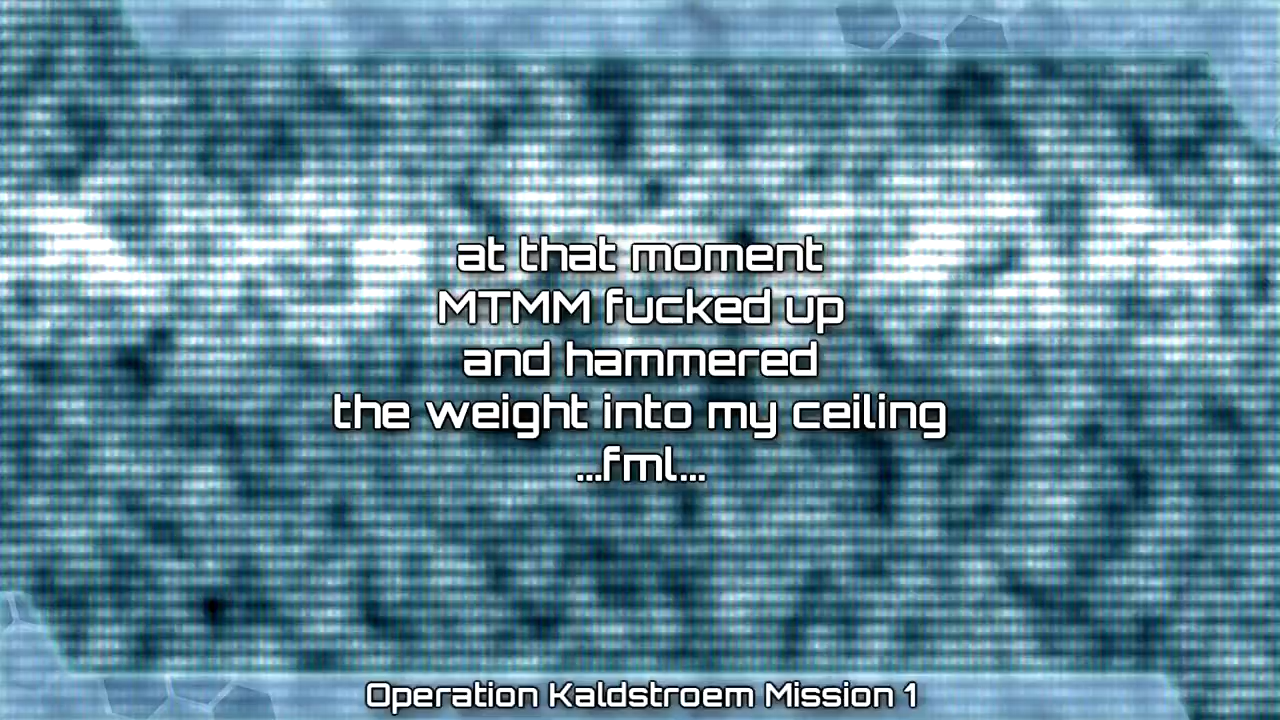 at that moment
MTMM fucked up
and hammered
the weight into my ceiling
...fml...
Operation Kaldstroem Mission 1